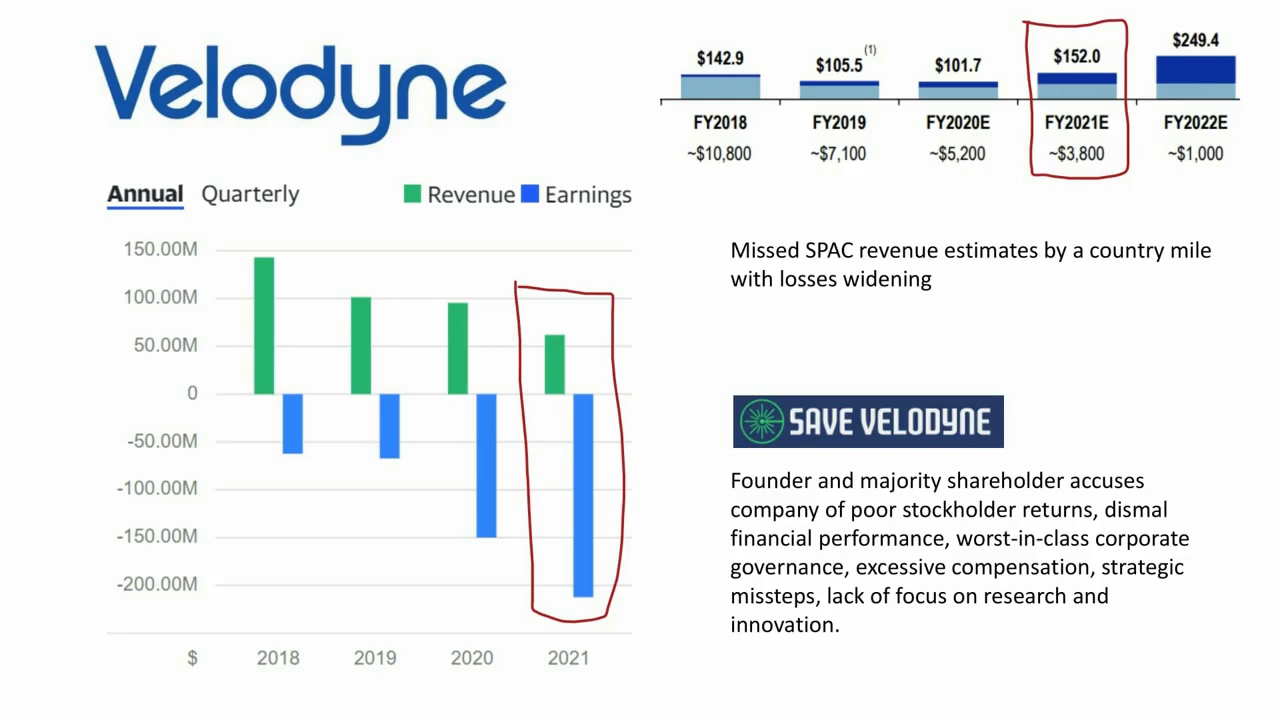 Velodyne
$142.9 $105.5 (1) $101.7 $152.0 $249.4
FY2018 FY2019 FY2020E FY2021E FY2022E
~$10,800 ~$7,100 ~$5,200 ~$3,800 ~$1,000
Annual Quarterly Revenue Earnings
150.00M
100.00M
50.00M
0
-50.00M
-100.00M
-150.00M
-200.00M
$ 2018 2019 2020 2021
Missed SPAC revenue estimates by a country mile
with losses widening
SAVE VELODYNE
Founder and majority shareholder accuses
company of poor stockholder returns, dismal
financial performance, worst-in-class corporate
governance, excessive compensation, strategic
missteps, lack of focus on research and
innovation.